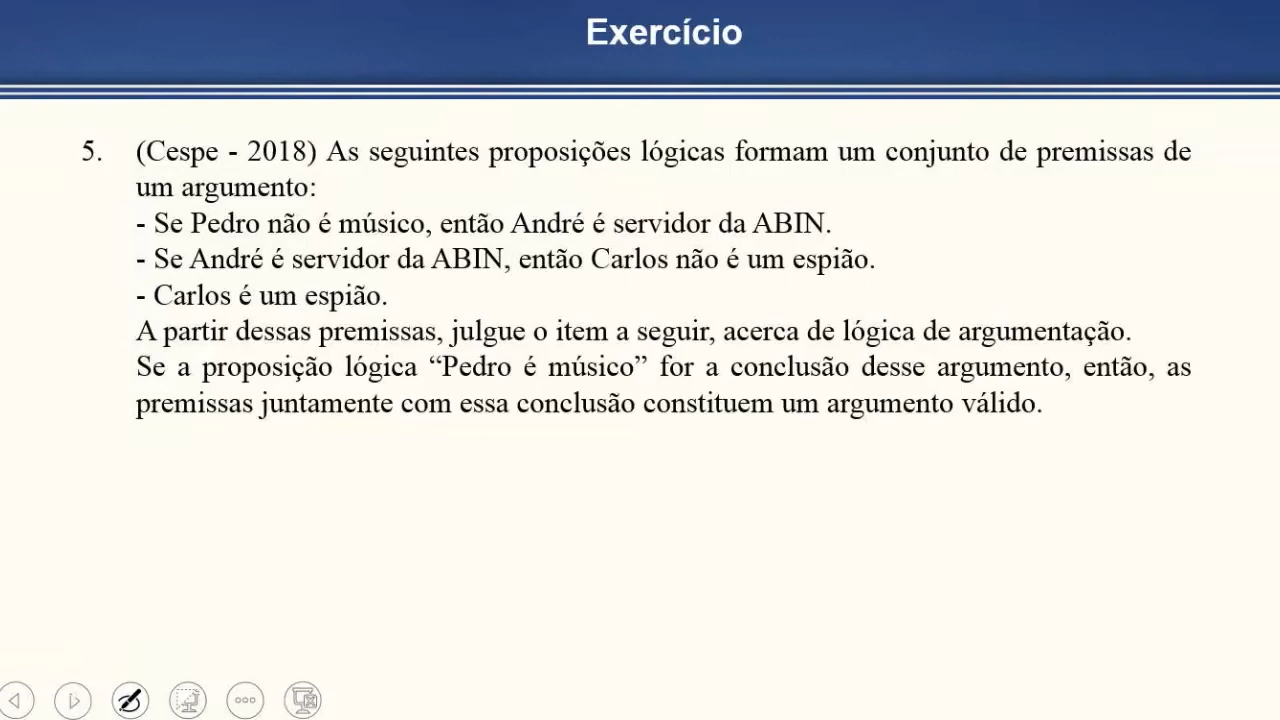 Exercício
5. (Cespe - 2018) As seguintes proposições lógicas formam um conjunto de premissas de
um argumento:
- Se Pedro não é músico, então André é servidor da ABIN.
- Se André é servidor da ABIN, então Carlos não é um espião.
- Carlos é um espião.
A partir dessas premissas, julgue o item a seguir, acerca de lógica de argumentação.
Se a proposição lógica “Pedro é músico” for a conclusão desse argumento, então, as
premissas juntamente com essa conclusão constituem um argumento válido.